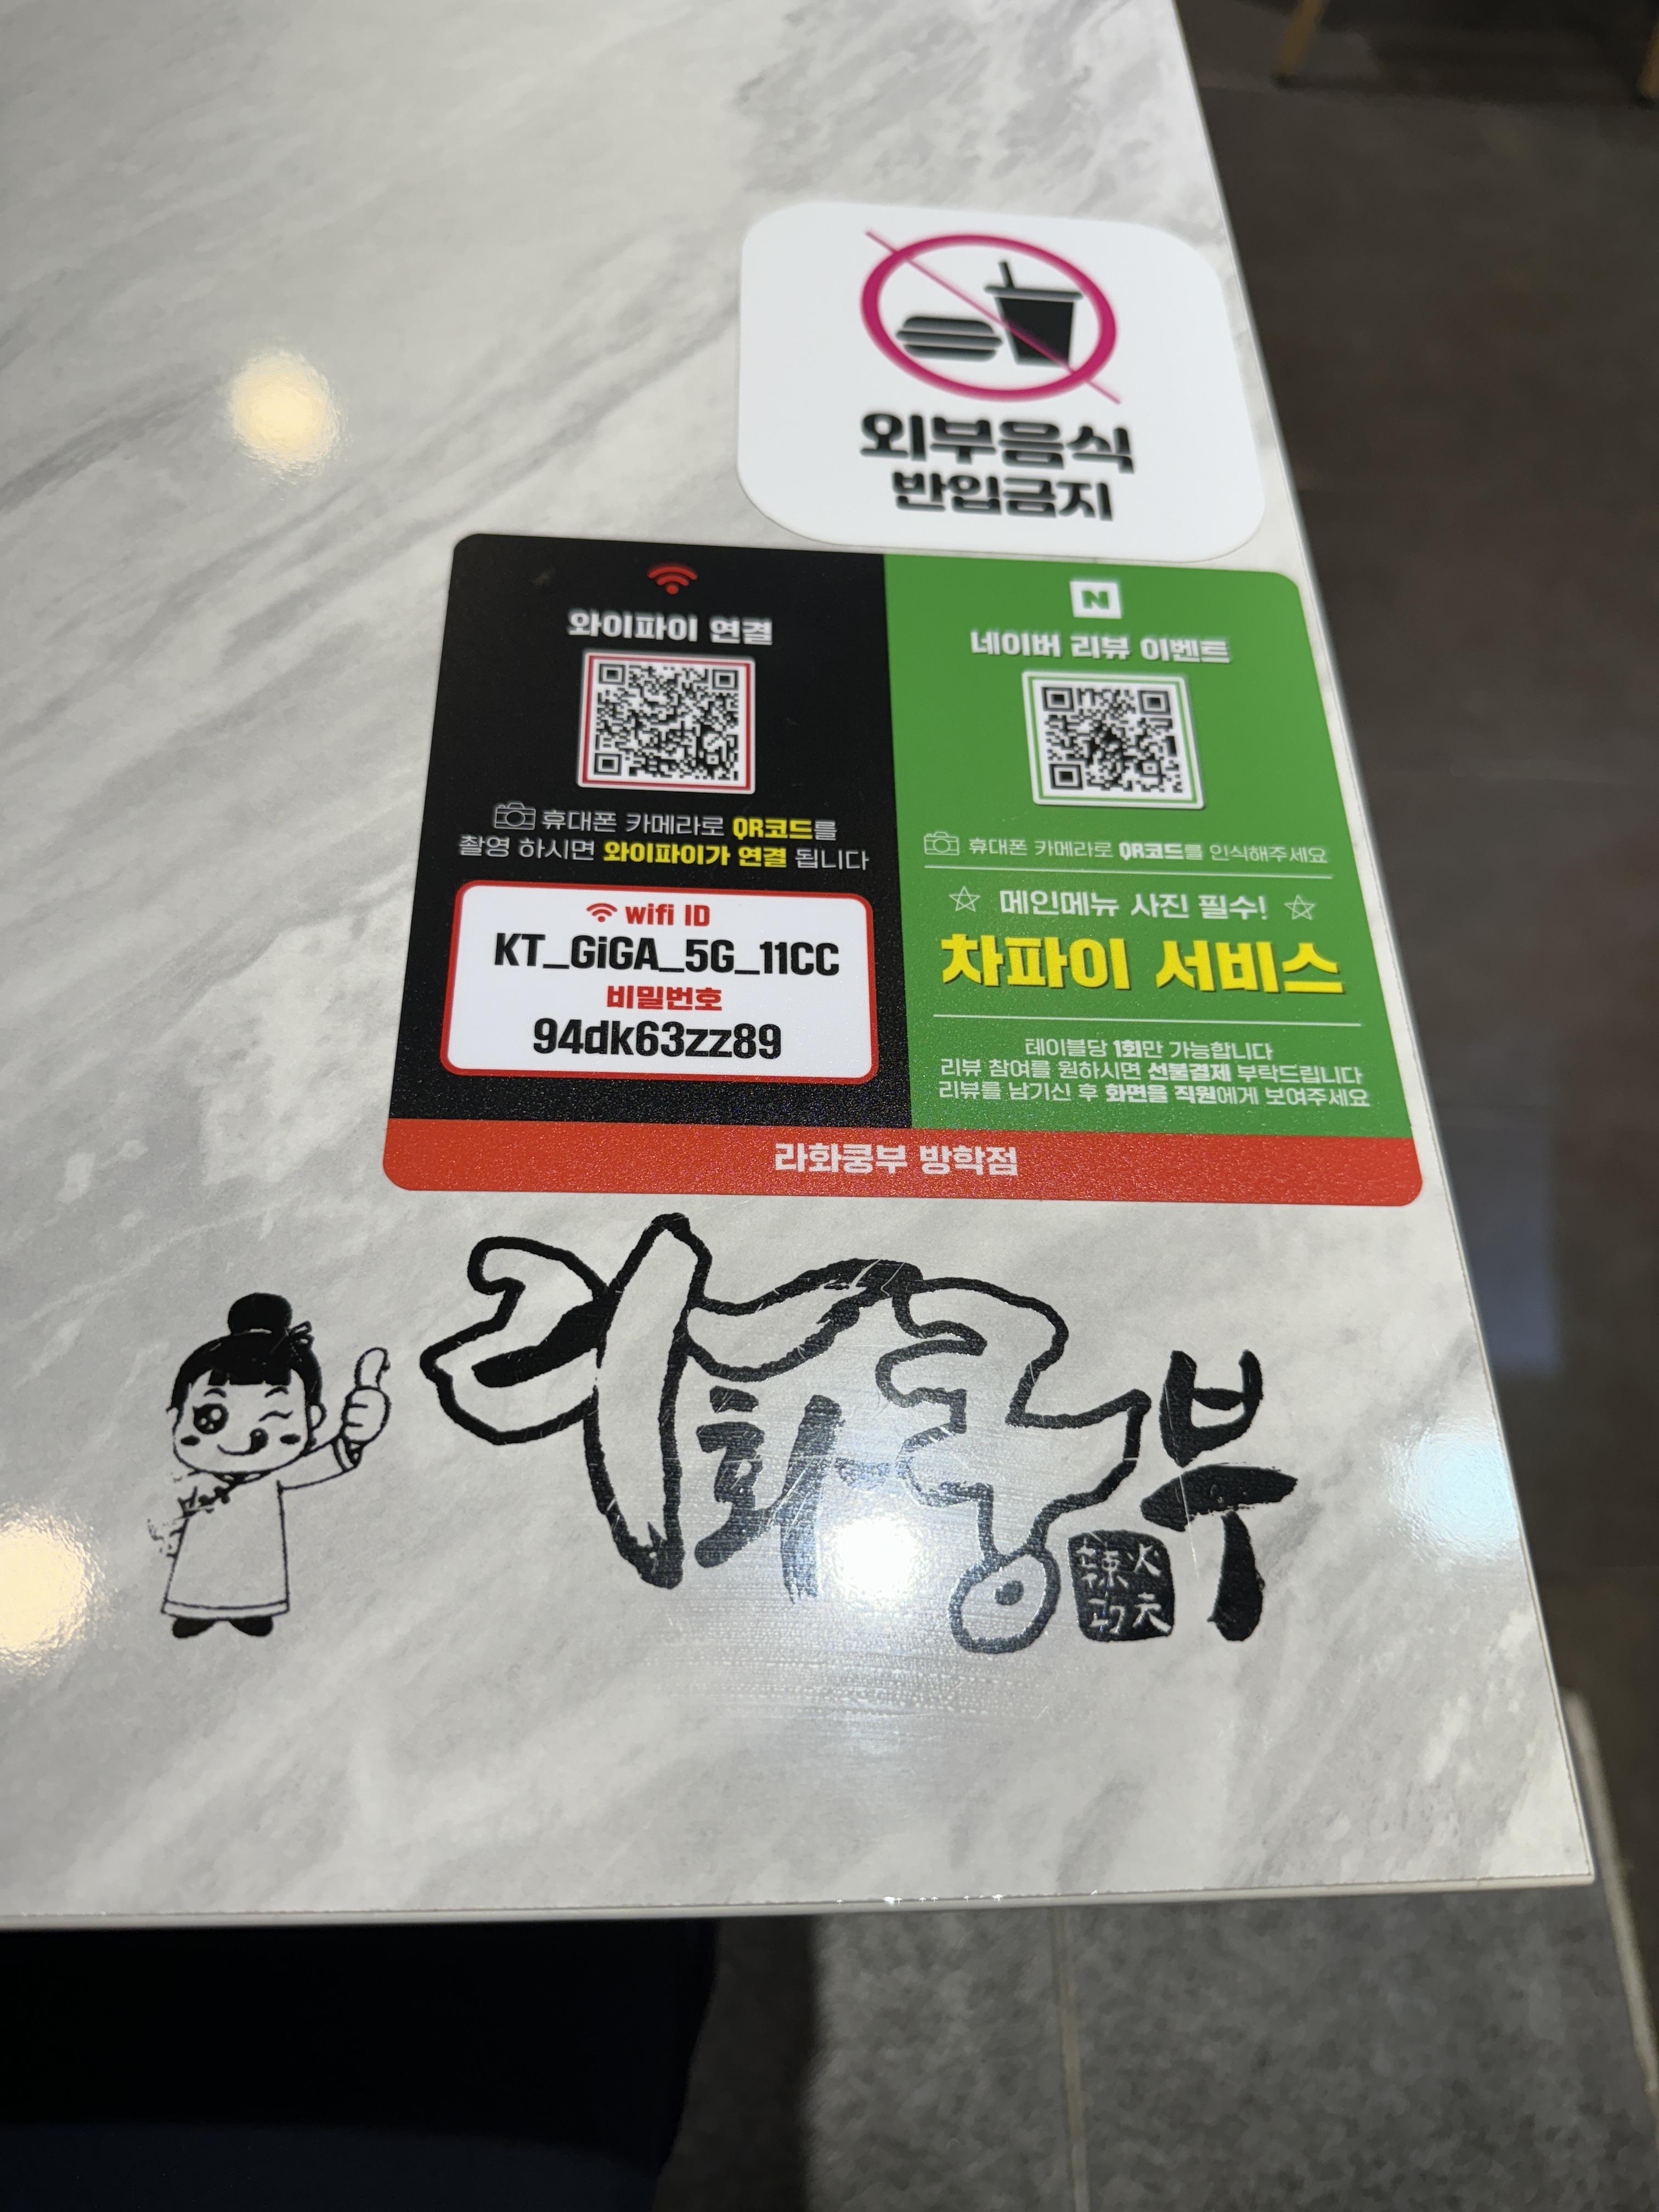 외부음식
반입금지
와이파이 연결
휴대폰 카메라로 QR코드를
촬영 하시면 와이파이가 연결 됩니다
wifi ID
KT_GiGA_5G_11CC
비밀번호
94dk63zz89
N
네이버 리뷰 이벤트
휴대폰 카메라로 QR코드를 인식해주세요
메인메뉴 사진 필수!
차파이 서비스
테이블당 1회만 가능합니다
리뷰 참여를 원하시면 선불결제 부탁드립니다
리뷰를 남기신 후 화면을 직원에게 보여주세요
라화쿵부 방학점
라화쿵부
辣火
功夫